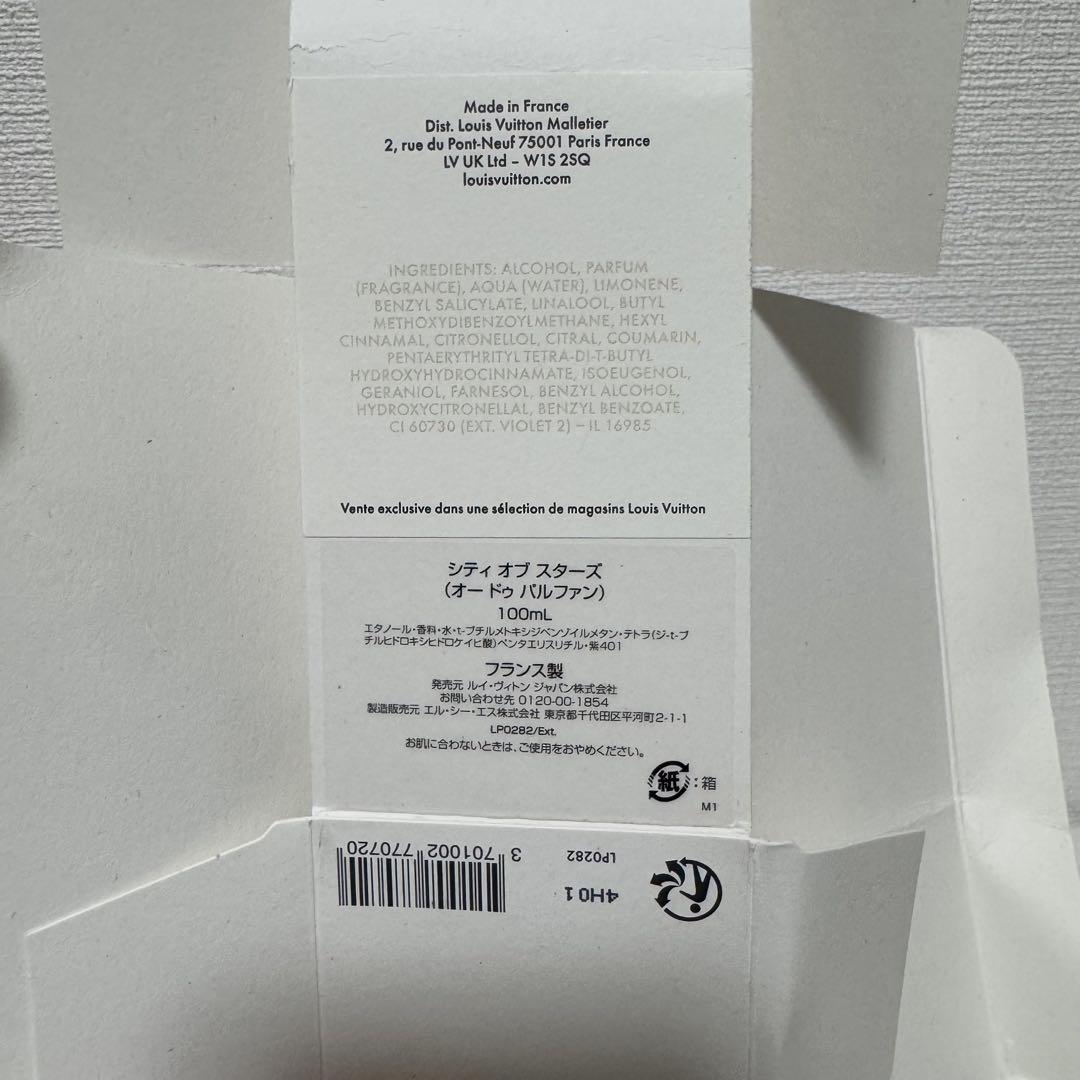 Made in France
Dist. Louis Vuitton Malletier
2, rue du Pont-Neuf 75001 Paris France
LV UK Ltd – W1S 2SQ
louisvuitton.com
INGREDIENTS: ALCOHOL, PARFUM
(FRAGRANCE), AQUA (WATER), LIMONENE,
BENZYL SALICYLATE, LINALOOL, BUTYL
METHOXYDIBENZOYLMETHANE, HEXYL
CINNAMAL, CITRONELLOL, CITRAL, COUMARIN,
PENTAERYTHRITYL TETRA-DI-T-BUTYL
HYDROXYHYDROCINNAMATE, ISOEUGENOL,
GERANIOL, FARNESOL, BENZYL ALCOHOL,
HYDROXYCITRONELLAL, BENZYL BENZOATE,
CI 60730 (EXT. VIOLET 2) – IL 16985
Vente exclusive dans une sélection de magasins Louis Vuitton
シティ オブ スターズ
(オー ドゥ パルファン)
100mL
エタノール・香料・水・t-ブチルメトキシジベンゾイルメタン・テトラ(ジ-t-ブ
チルヒドロキシヒドロケイヒ酸)ペンタエリスリチル・紫401
フランス製
発売元 ルイ・ヴィトン ジャパン株式会社
お問い合わせ先 0120-00-1854
製造販売元 エル・シー・エス株式会社 東京都千代田区平河町2-1-1
LP0282/Ext.
お肌に合わないときは、ご使用をおやめください。
紙:箱
M1
3 701002 770720
LP0282
4H01